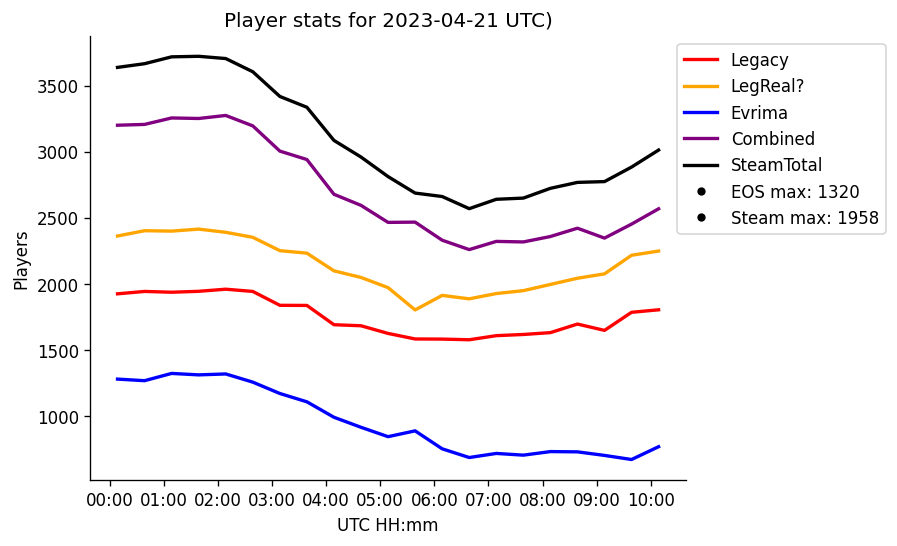 Player stats for 2023-04-21 UTC)
Legacy
LegReal?
Evrima
Combined
SteamTotal
EOS max: 1320
Steam max: 1958
Players
3500
3000
2500
2000
1500
1000
00:00 01:00 02:00 03:00 04:00 05:00 06:00 07:00 08:00 09:00 10:00
UTC HH:mm